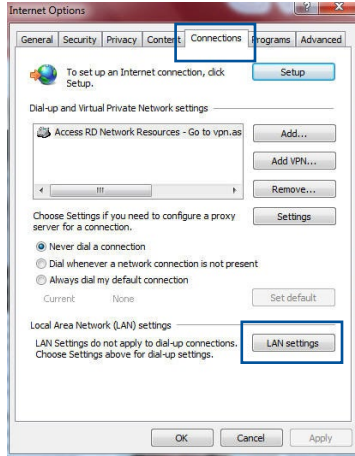 Internet Options
General Security Privacy Content Connections Programs Advanced
To set up an Internet connection, click
Setup.
Setup
Dial-up and Virtual Private Network settings
Access RD Network Resources - Go to vpn.as
Add...
Add VPN...
Remove...
Choose Settings if you need to configure a proxy
server for a connection.
Settings
Never dial a connection
Dial whenever a network connection is not present
Always dial my default connection
Current None
Set default
Local Area Network (LAN) settings
LAN Settings do not apply to dial-up connections.
Choose Settings above for dial-up settings.
LAN settings
OK Cancel Apply